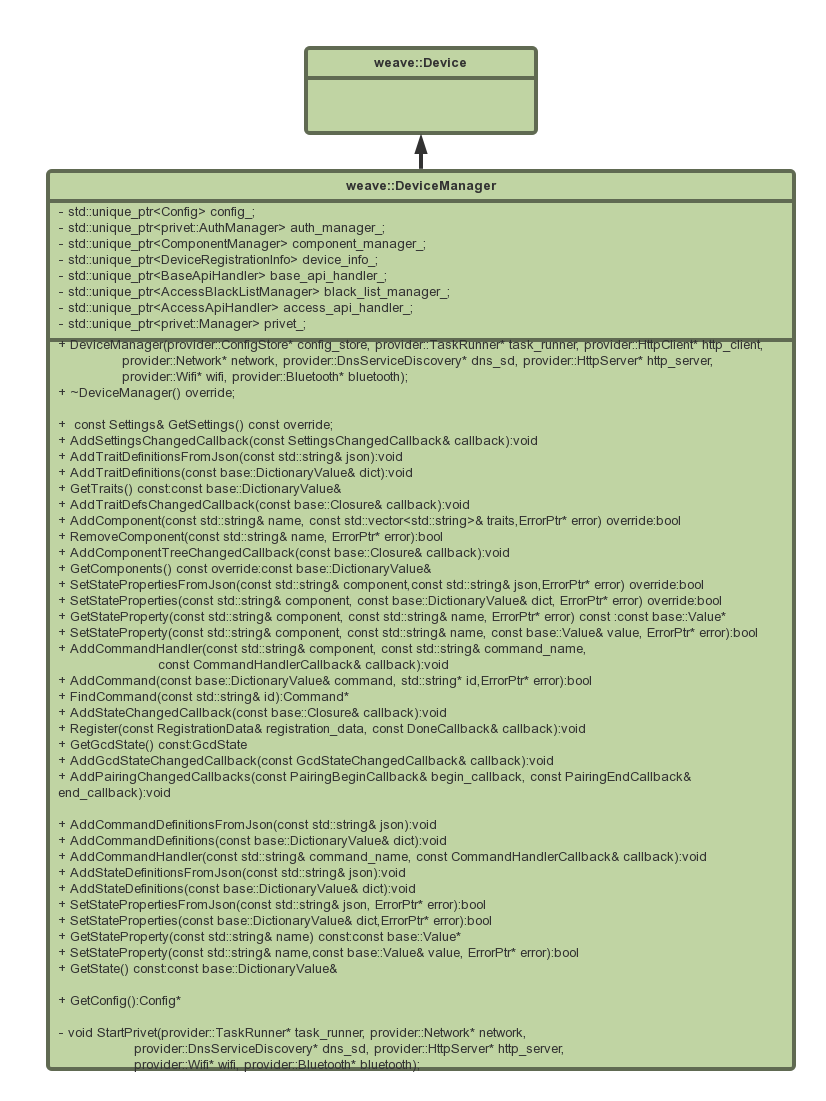 weave::Device
weave::DeviceManager
- std::unique_ptr<Config> config_;
- std::unique_ptr<privet::AuthManager> auth_manager_;
- std::unique_ptr<ComponentManager> component_manager_;
- std::unique_ptr<DeviceRegistrationInfo> device_info_;
- std::unique_ptr<BaseApiHandler> base_api_handler_;
- std::unique_ptr<AccessBlackListManager> black_list_manager_;
- std::unique_ptr<AccessApiHandler> access_api_handler_;
- std::unique_ptr<privet::Manager> privet_;
+ DeviceManager(provider::ConfigStore* config_store, provider::TaskRunner* task_runner, provider::HttpClient* http_client,
provider::Network* network, provider::DnsServiceDiscovery* dns_sd, provider::HttpServer* http_server,
provider::Wifi* wifi, provider::Bluetooth* bluetooth);
+ ~DeviceManager() override;
+  const Settings& GetSettings() const override;
+ AddSettingsChangedCallback(const SettingsChangedCallback& callback):void
+ AddTraitDefinitionsFromJson(const std::string& json):void
+ AddTraitDefinitions(const base::DictionaryValue& dict):void
+ GetTraits() const:const base::DictionaryValue&
+ AddTraitDefsChangedCallback(const base::Closure& callback):void
+ AddComponent(const std::string& name, const std::vector<std::string>& traits,ErrorPtr* error) override:bool
+ RemoveComponent(const std::string& name, ErrorPtr* error):bool
+ AddComponentTreeChangedCallback(const base::Closure& callback):void
+ GetComponents() const override:const base::DictionaryValue&
+ SetStatePropertiesFromJson(const std::string& component,const std::string& json,ErrorPtr* error) override:bool
+ SetStateProperties(const std::string& component, const base::DictionaryValue& dict, ErrorPtr* error) override:bool
+ GetStateProperty(const std::string& component, const std::string& name, ErrorPtr* error) const :const base::Value*
+ SetStateProperty(const std::string& component, const std::string& name, const base::Value& value, ErrorPtr* error):bool
+ AddCommandHandler(const std::string& component, const std::string& command_name,
const CommandHandlerCallback& callback):void
+ AddCommand(const base::DictionaryValue& command, std::string* id,ErrorPtr* error):bool
+ FindCommand(const std::string& id):Command*
+ AddStateChangedCallback(const base::Closure& callback):void
+ Register(const RegistrationData& registration_data, const DoneCallback& callback):void
+ GetGcdState() const:GcdState
+ AddGcdStateChangedCallback(const GcdStateChangedCallback& callback):void
+ AddPairingChangedCallbacks(const PairingBeginCallback& begin_callback, const PairingEndCallback&
end_callback):void
+ AddCommandDefinitionsFromJson(const std::string& json):void
+ AddCommandDefinitions(const base::DictionaryValue& dict):void
+ AddCommandHandler(const std::string& command_name, const CommandHandlerCallback& callback):void
+ AddStateDefinitionsFromJson(const std::string& json):void
+ AddStateDefinitions(const base::DictionaryValue& dict):void
+ SetStatePropertiesFromJson(const std::string& json, ErrorPtr* error):bool
+ SetStateProperties(const base::DictionaryValue& dict,ErrorPtr* error):bool
+ GetStateProperty(const std::string& name) const:const base::Value*
+ SetStateProperty(const std::string& name,const base::Value& value, ErrorPtr* error):bool
+ GetState() const:const base::DictionaryValue&
+ GetConfig():Config*
- void StartPrivet(provider::TaskRunner* task_runner, provider::Network* network,
provider::DnsServiceDiscovery* dns_sd, provider::HttpServer* http_server,
provider::Wifi* wifi, provider::Bluetooth* bluetooth);